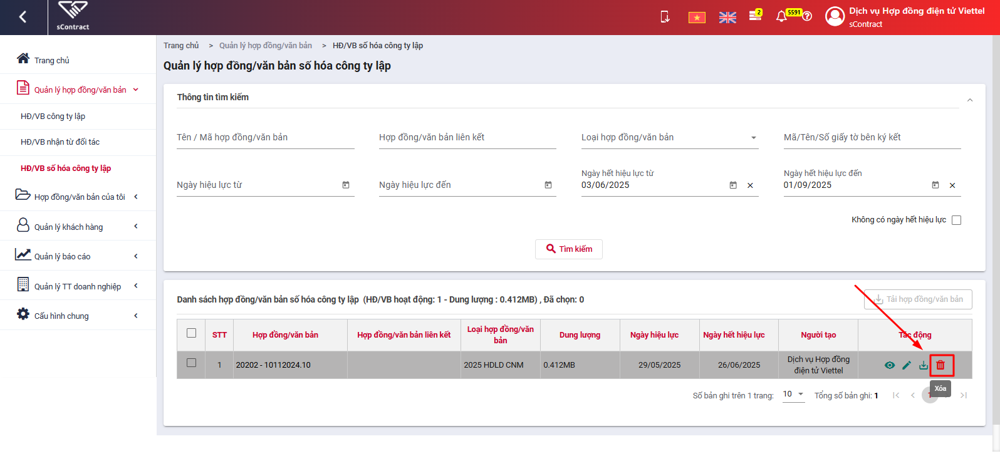 sContract
2
5591
Dịch vụ Hợp đồng điện tử Viettel
sContract
Trang chủ
Quản lý hợp đồng/văn bản
HĐ/VB công ty lập
HĐ/VB nhận từ đối tác
HĐ/VB số hóa công ty lập
Hợp đồng/văn bản của tôi
Quản lý khách hàng
Quản lý báo cáo
Quản lý TT doanh nghiệp
Cấu hình chung
Trang chủ > Quản lý hợp đồng/văn bản > HĐ/VB số hóa công ty lập
Quản lý hợp đồng/văn bản số hóa công ty lập
Thông tin tìm kiếm
Tên / Mã hợp đồng/văn bản
Hợp đồng/văn bản liên kết
Loại hợp đồng/văn bản
Mã/Tên/Số giấy tờ bên ký kết
Ngày hiệu lực từ
Ngày hiệu lực đến
Ngày hết hiệu lực từ
03/06/2025
Ngày hết hiệu lực đến
01/09/2025
Không có ngày hết hiệu lực
Tìm kiếm
Danh sách hợp đồng/văn bản số hóa công ty lập (HĐ/VB hoạt động: 1 - Dung lượng : 0.412MB) , Đã chọn: 0
Tải hợp đồng/văn bản
STT
Hợp đồng/văn bản
Hợp đồng/văn bản liên kết
Loại hợp đồng/văn
bản
Dung lượng
Ngày hiệu lực
Ngày hết hiệu lực
Người tạo
Tác động
1
20202 - 10112024.10
2025 HDLD CNM
0.412MB
29/05/2025
26/06/2025
Dịch vụ Hợp đồng
điện tử Viettel
Xóa
Số bản ghi trên 1 trang: 10
Tổng số bản ghi: 1
1